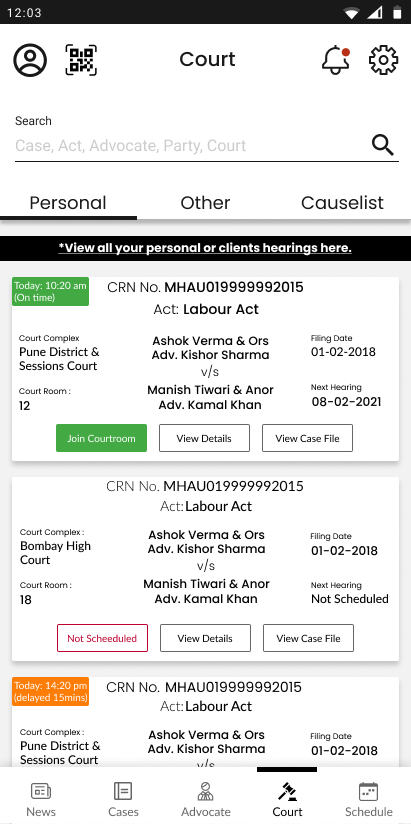 12:03
Court
Search
Case, Act, Advocate, Party, Court
Personal
Other
Causelist
*View all your personal or clients hearings here.
Today: 10:20 am
(On time)
CRN No. MHAU019999992015
Act: Labour Act
Court Complex
Pune District &
Sessions Court
Court Room :
12
Ashok Verma & Ors
Adv. Kishor Sharma
v/s
Manish Tiwari & Anor
Adv. Kamal Khan
Filing Date
01-02-2018
Next Hearing
08-02-2021
Join Courtroom
View Details
View Case File
CRN No. MHAU019999992015
Act: Labour Act
Court Complex :
Bombay High
Court
Court Room :
18
Ashok Verma & Ors
Adv. Kishor Sharma
v/s
Manish Tiwari & Anor
Adv. Kamal Khan
Filing Date
01-02-2018
Next Hearing
Not Scheduled
Not Scheeduled
View Details
View Case File
Today: 14:20 pm
(delayed 15mins)
CRN No. MHAU019999992015
Act: Labour Act
Court Complex :
Pune District &
Sessions Court
Ashok Verma & Ors
Adv. Kishor Sharma
v/s
Filing Date
01-02-2018
News
Cases
Advocate
Court
Schedule